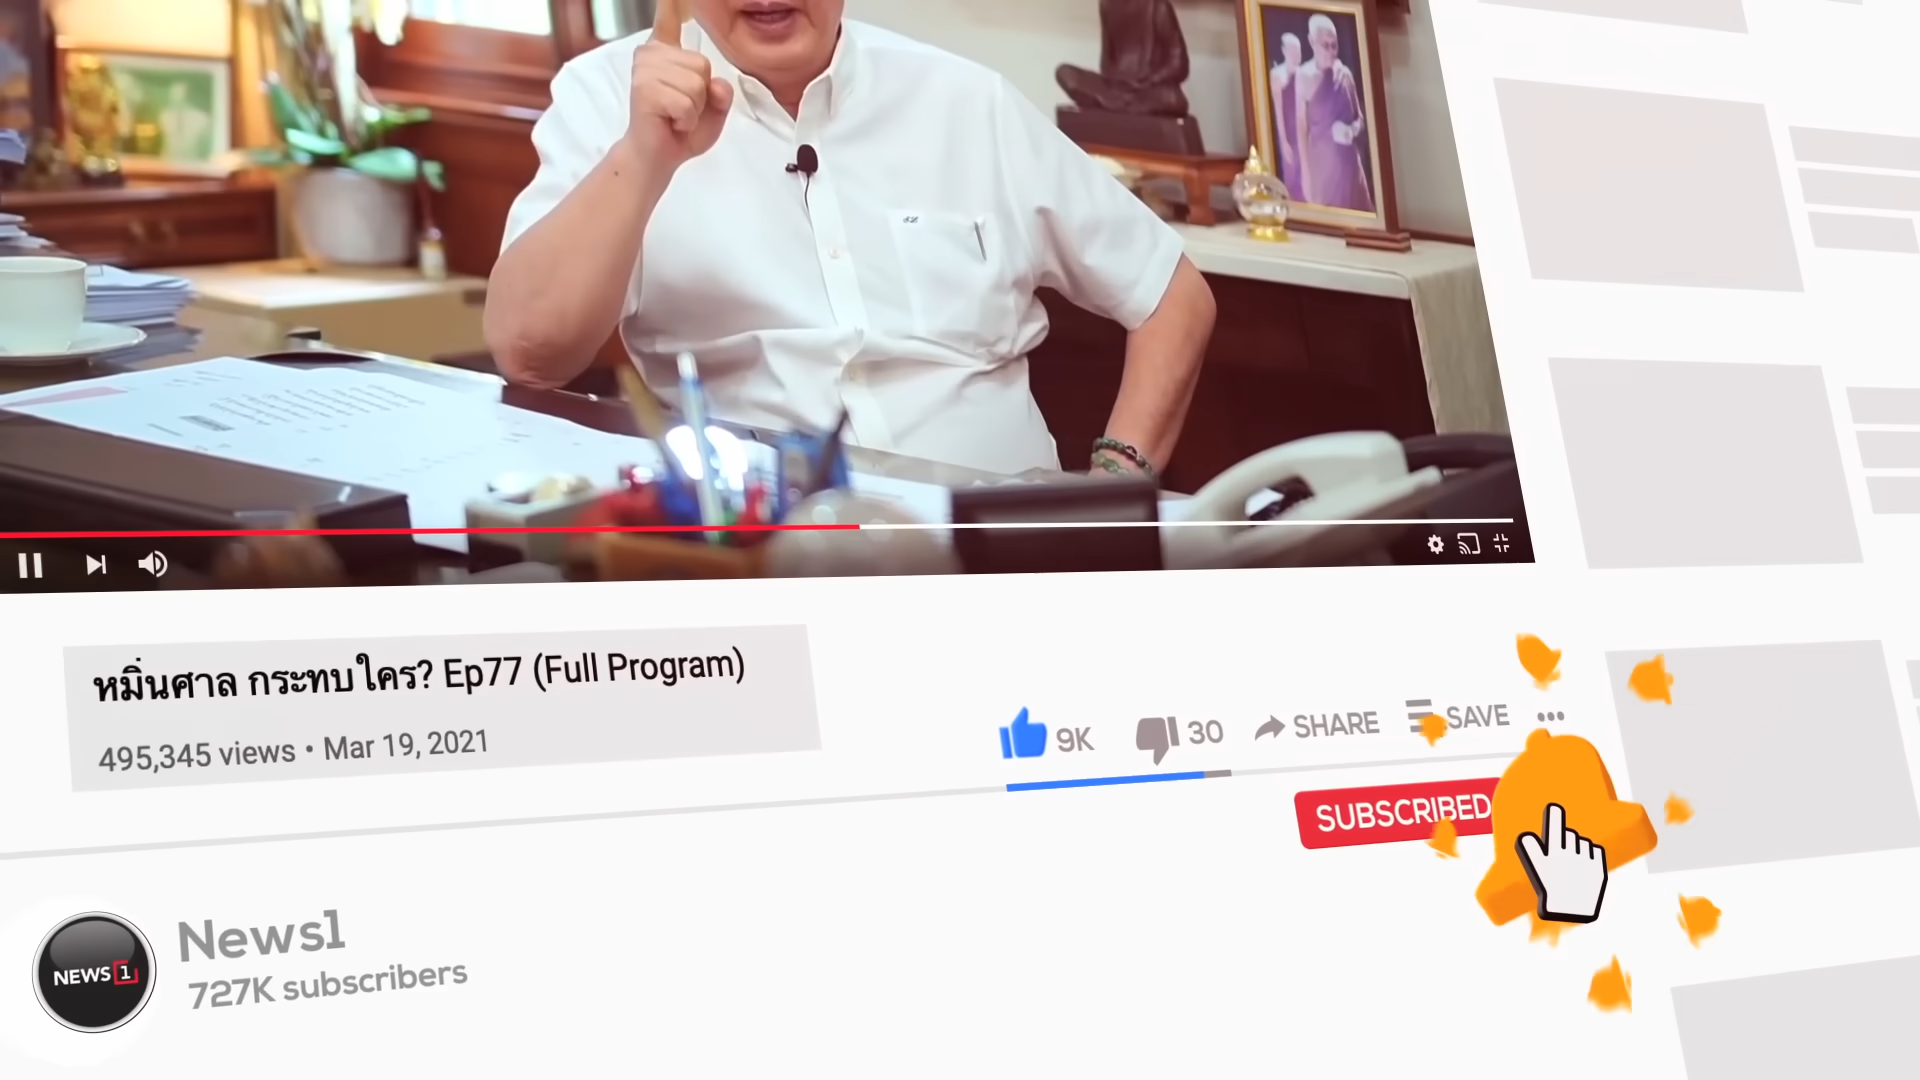 หมิ่นศาล กระทบใคร? Ep77 (Full Program)
495,345 views • Mar 19, 2021
9K
30
SHARE
SAVE
SUBSCRIBED
NEWS 1
News1
727K subscribers